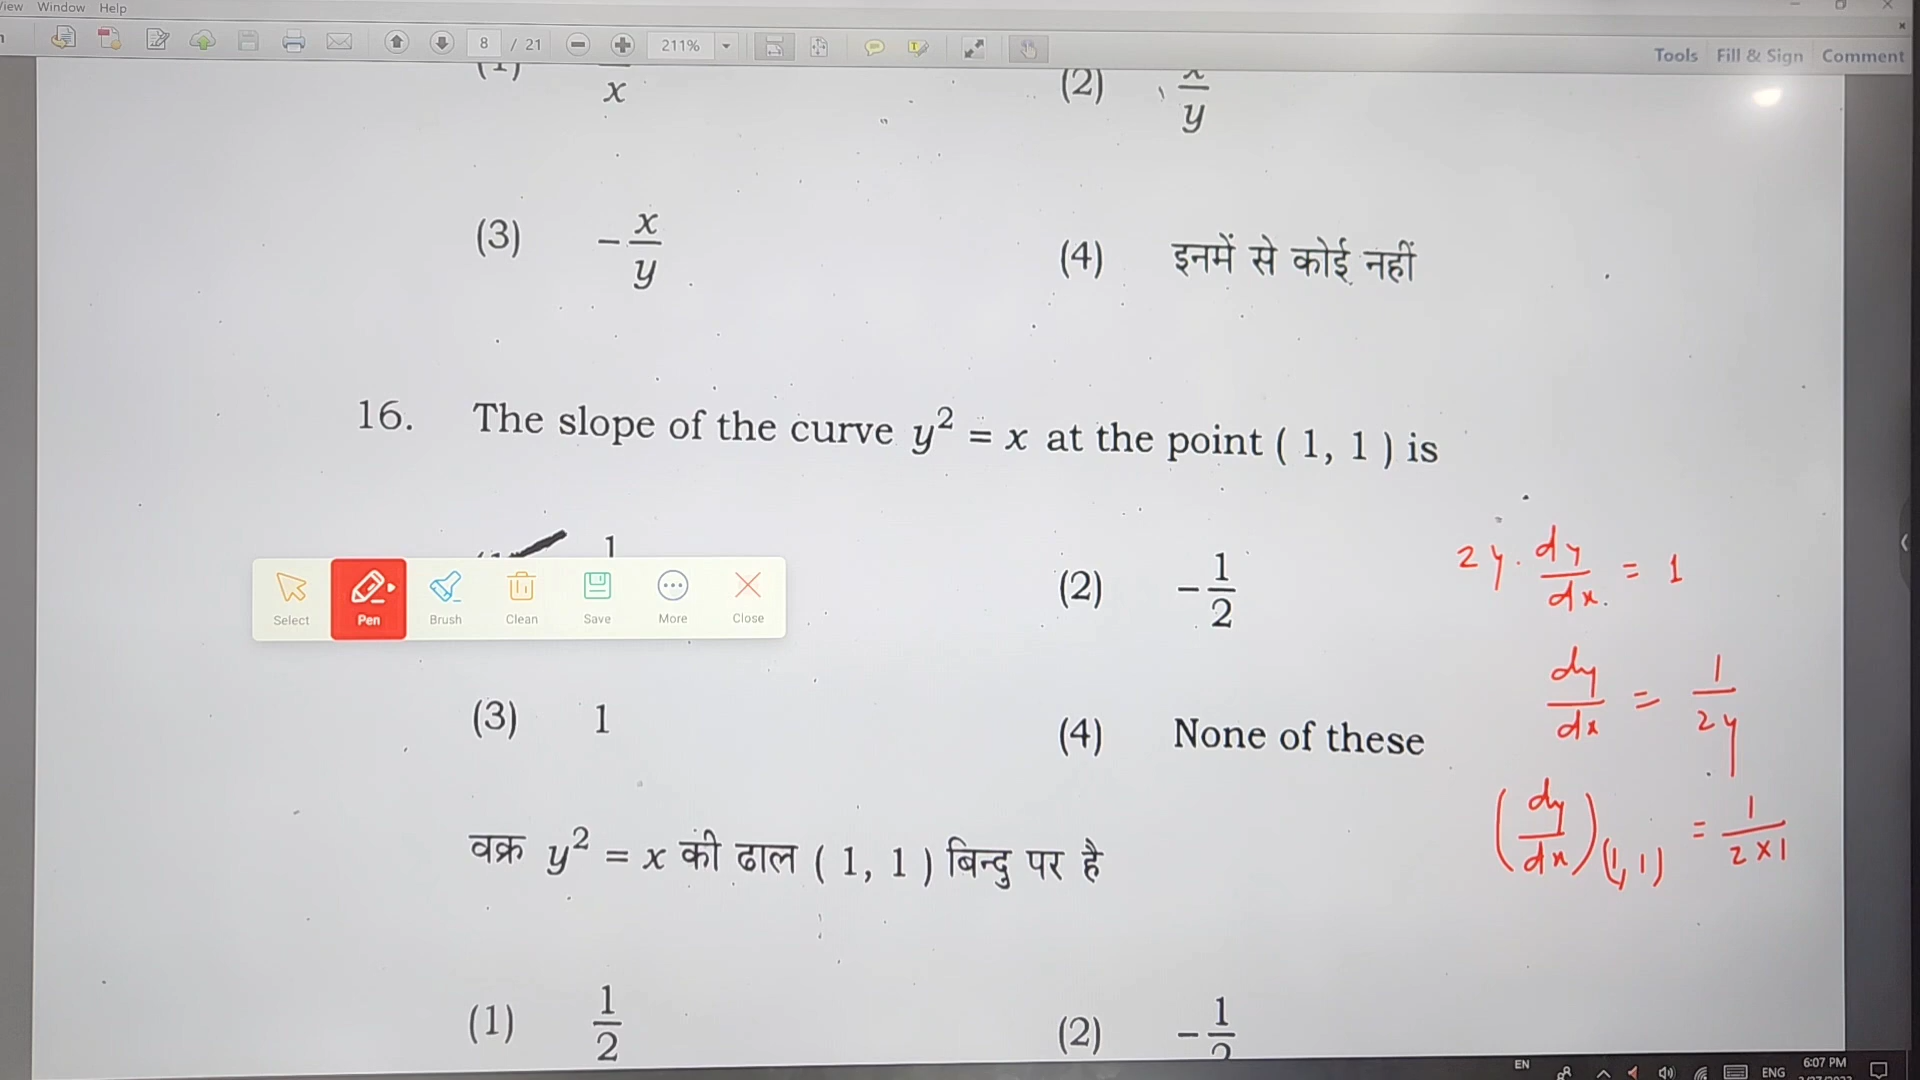 View Window Help
8 / 21 211% Tools Fill & Sign Comment
(1) x (2) x/y
(3) -x/y (4) इनमें से कोई नहीं
16. The slope of the curve y² = x at the point ( 1, 1 ) is
1 (2) -1/2
Select Pen Brush Clean Save More Close
(3) 1 (4) None of these
2y. dy/dx. = 1
dy/dx = 1/2y
(dy/dx)(1,1) = 1/2×1
वक्र y² = x की ढाल ( 1, 1 ) बिन्दु पर है
(1) 1/2 (2) -1/2
EN ENG 6:07 PM